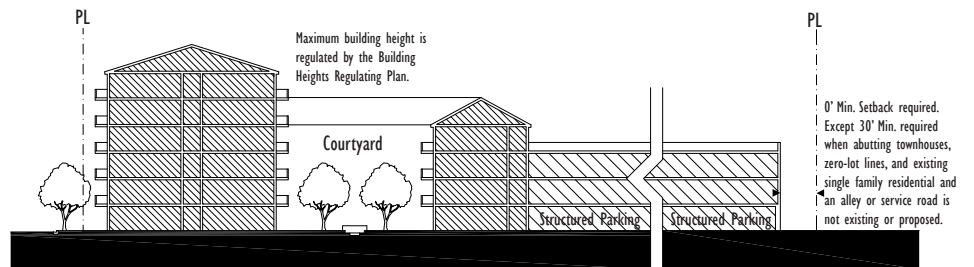 PL
PL
Maximum building height is
regulated by the Building
Heights Regulating Plan.
0' Min. Setback required.
Except 30' Min. required
when abutting townhouses,
zero-lot lines, and existing
single family residential and
an alley or service road is
not existing or proposed.
Courtyard
Structured Parking
Structured Parking